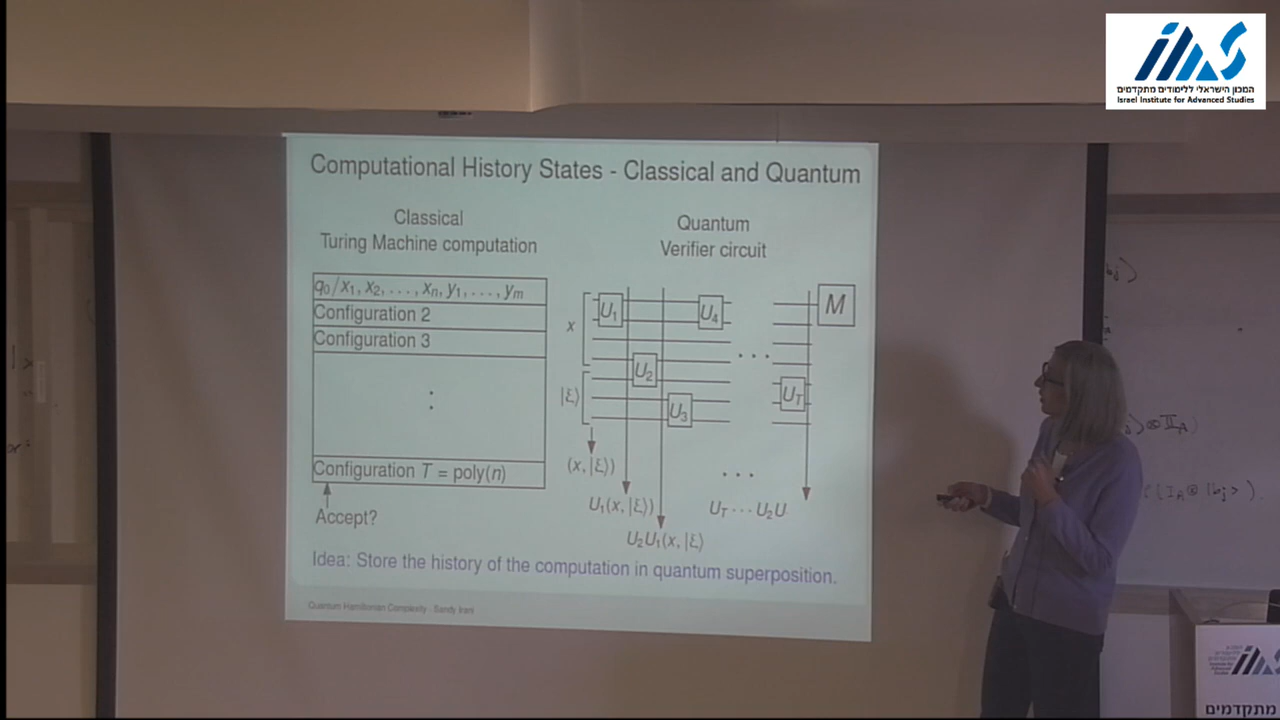 המכון הישראלי ללימודים מתקדמים
Israel Institute for Advanced Studies
Computational History States - Classical and Quantum
Classical
Turing Machine computation
q₀/x₁, x₂, . . . , xₙ, y₁, . . . , yₘ
Configuration 2
Configuration 3
:
Configuration T = poly(n)
Accept?
Quantum
Verifier circuit
x
|ξ⟩
U₁
U₂
U₃
U₄
. . .
U_T
M
(x, |ξ⟩)
U₁(x, |ξ⟩)
U₂U₁(x, |ξ⟩
. . .
U_T · · · U₂U
Idea: Store the history of the computation in quantum superposition.
Quantum Hamiltonian Complexity - Sandy Irani
מתקדמים